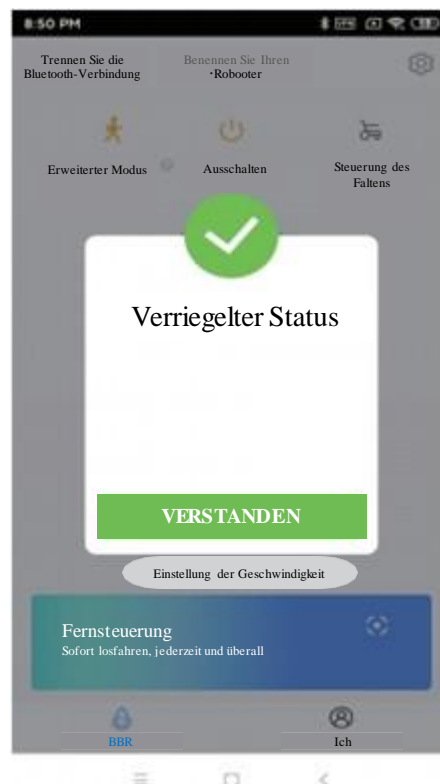 8:50 PM
Trennen Sie die
Bluetooth-Verbindung
Benennen Sie Ihren
·Robooter
Erweiterter Modus
Ausschalten
Steuerung des
Faltens
Verriegelter Status
VERSTANDEN
Einstellung der Geschwindigkeit
Fernsteuerung
Sofort losfahren, jederzeit und überall
BBR
Ich